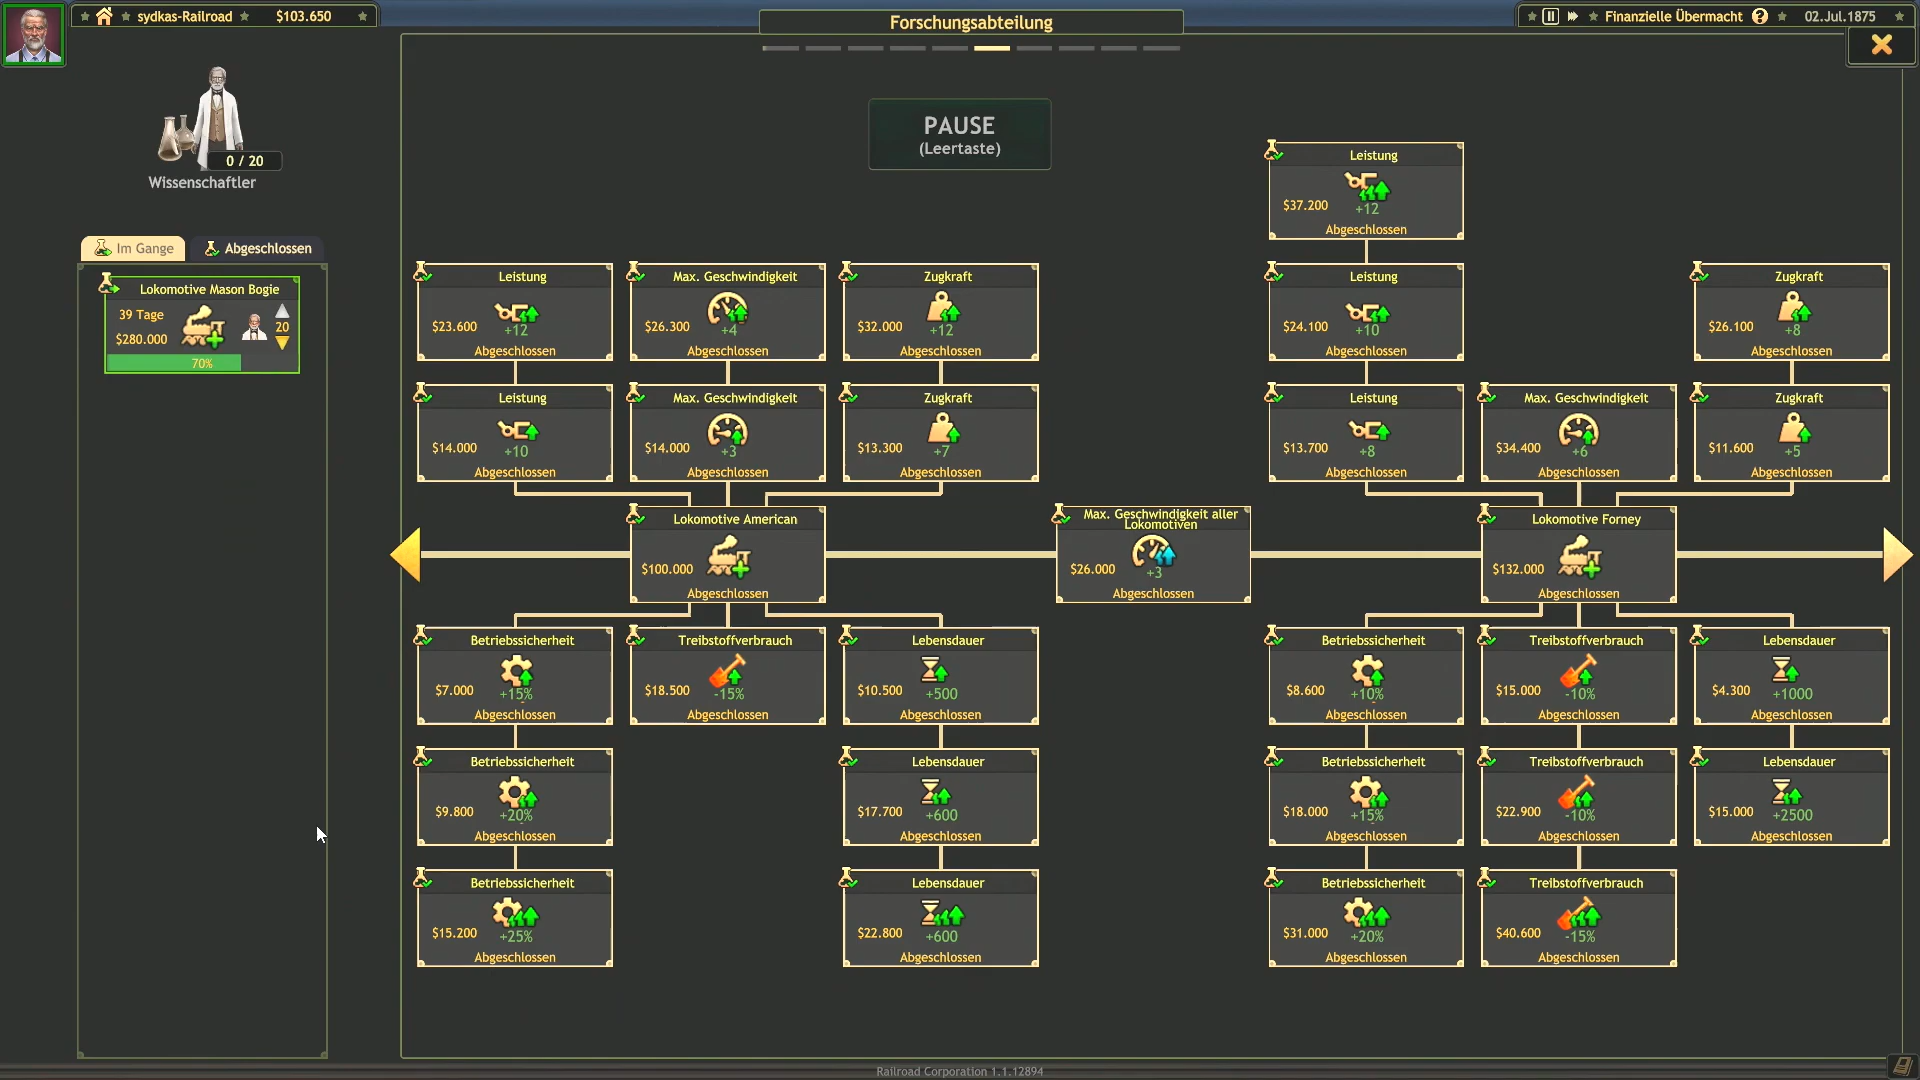 sydkas-Railroad
$103.650
Forschungsabteilung
Finanzielle Übermacht
?
02.Jul.1875
0 / 20
Wissenschaftler
Im Gange
Abgeschlossen
Lokomotive Mason Bogie
39 Tage
$280.000
20
70%
PAUSE
(Leertaste)
Leistung
$37.200
+12
Abgeschlossen
Leistung
$23.600
+12
Abgeschlossen
Max. Geschwindigkeit
$26.300
+4
Abgeschlossen
Zugkraft
$32.000
+12
Abgeschlossen
Leistung
$24.100
+10
Abgeschlossen
Zugkraft
$26.100
+8
Abgeschlossen
Leistung
$14.000
+10
Abgeschlossen
Max. Geschwindigkeit
$14.000
+3
Abgeschlossen
Zugkraft
$13.300
+7
Abgeschlossen
Leistung
$13.700
+8
Abgeschlossen
Max. Geschwindigkeit
$34.400
+6
Abgeschlossen
Zugkraft
$11.600
+5
Abgeschlossen
Lokomotive American
$100.000
Abgeschlossen
Max. Geschwindigkeit aller
Lokomotiven
$26.000
+3
Abgeschlossen
Lokomotive Forney
$132.000
Abgeschlossen
Betriebssicherheit
$7.000
+15%
Abgeschlossen
Treibstoffverbrauch
$18.500
-15%
Abgeschlossen
Lebensdauer
$10.500
+500
Abgeschlossen
Betriebssicherheit
$8.600
+10%
Abgeschlossen
Treibstoffverbrauch
$15.000
-10%
Abgeschlossen
Lebensdauer
$4.300
+1000
Abgeschlossen
Betriebssicherheit
$9.800
+20%
Abgeschlossen
Lebensdauer
$17.700
+600
Abgeschlossen
Betriebssicherheit
$18.000
+15%
Abgeschlossen
Treibstoffverbrauch
$22.900
-10%
Abgeschlossen
Lebensdauer
$15.000
+2500
Abgeschlossen
Betriebssicherheit
$15.200
+25%
Abgeschlossen
Lebensdauer
$22.800
+600
Abgeschlossen
Betriebssicherheit
$31.000
+20%
Abgeschlossen
Treibstoffverbrauch
$40.600
-15%
Abgeschlossen
Railroad Corporation 1.1.12894